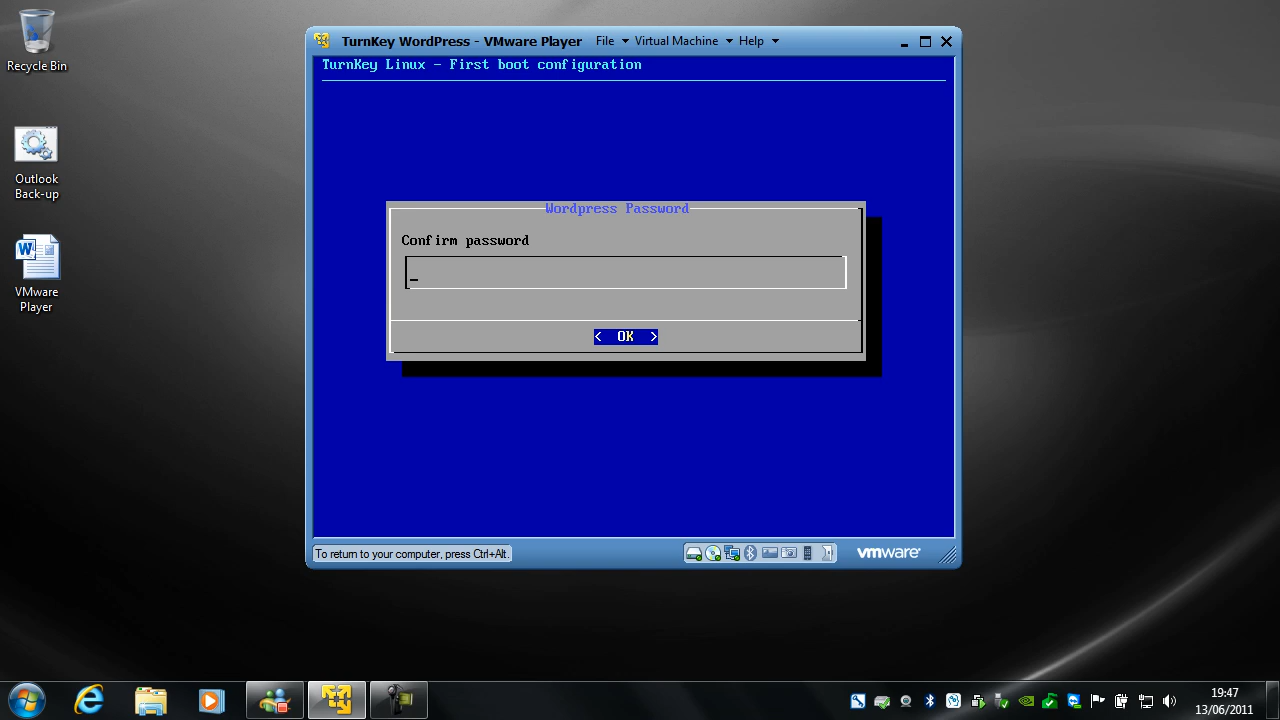 Recycle Bin
Outlook
Back-up
VMware
Player
TurnKey WordPress - VMware Player File Virtual Machine Help
TurnKey Linux - First boot configuration
Wordpress Password
Confirm password
< OK >
To return to your computer, press Ctrl+Alt.
vmware
19:47
13/06/2011